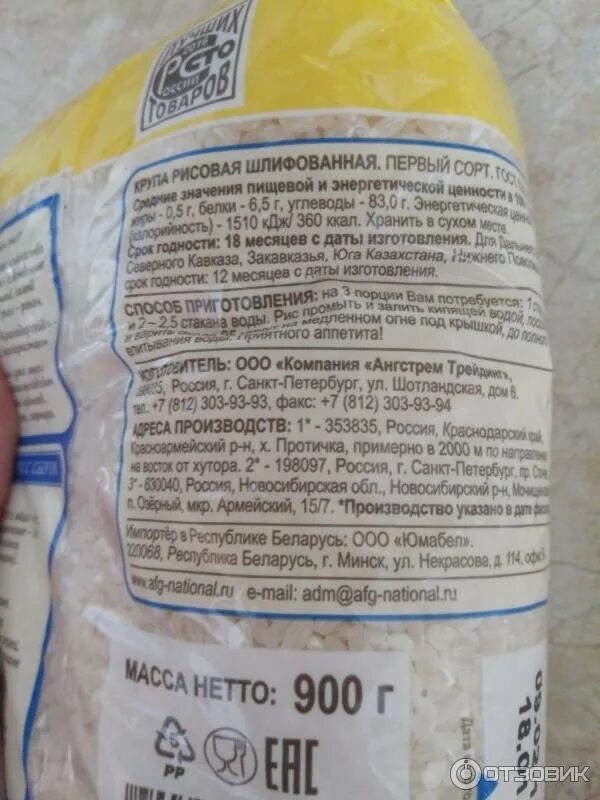 ТОВАРОВ
КРУПА РИСОВАЯ ШЛИФОВАННАЯ. ПЕРВЫЙ СОРТ. ГОСТ
Средние значения пищевой и энергетической ценности в 100
жиры - 0,5 г, белки - 6,5 г, углеводы - 83,0 г. Энергетическая
(калорийность) - 1510 кДж/ 360 ккал. Хранить в сухом месте.
Срок годности: 18 месяцев с даты изготовления. Для
Северного Кавказа, Закавказья, Юга Казахстана, Нижнего
срок годности: 12 месяцев с даты изготовления.
СПОСОБ ПРИГОТОВЛЕНИЯ: на 3 порции Вам потребуется: 1
и 2 - 2,5 стакана воды. Рис промыть и залить кипящей водой,
и варить на медленном огне под крышкой, до
впитывания воды. Приятного аппетита!
ИЗГОТОВИТЕЛЬ: ООО «Компания «Ангстрем Трейдинг»,
Россия, г. Санкт-Петербург, ул. Шотландская, дом 6.
тел.: +7 (812) 303-93-93, факс: +7 (812) 303-93-94
АДРЕСА ПРОИЗВОДСТВ: 1* - 353835, Россия, Краснодарский край,
Красноармейский р-н, х. Протичка, примерно в 2000 м по направлению
на восток от хутора. 2* - 198097, Россия, г. Санкт-Петербург, пр.
3* - 630040, Россия, Новосибирская обл., Новосибирский р-н,
п. Озёрный, мкр. Армейский, 15/7. *Производство указано в дате
Импортёр в Республике Беларусь: ООО «Юмабел».
220068, Республика Беларусь, г. Минск, ул. Некрасова, д. 114,
www.afg-national.ru e-mail: adm@afg-national.ru
МАССА НЕТТО: 900 г
5
PP
EAC
Дата
18.0
ОТЗОВИК